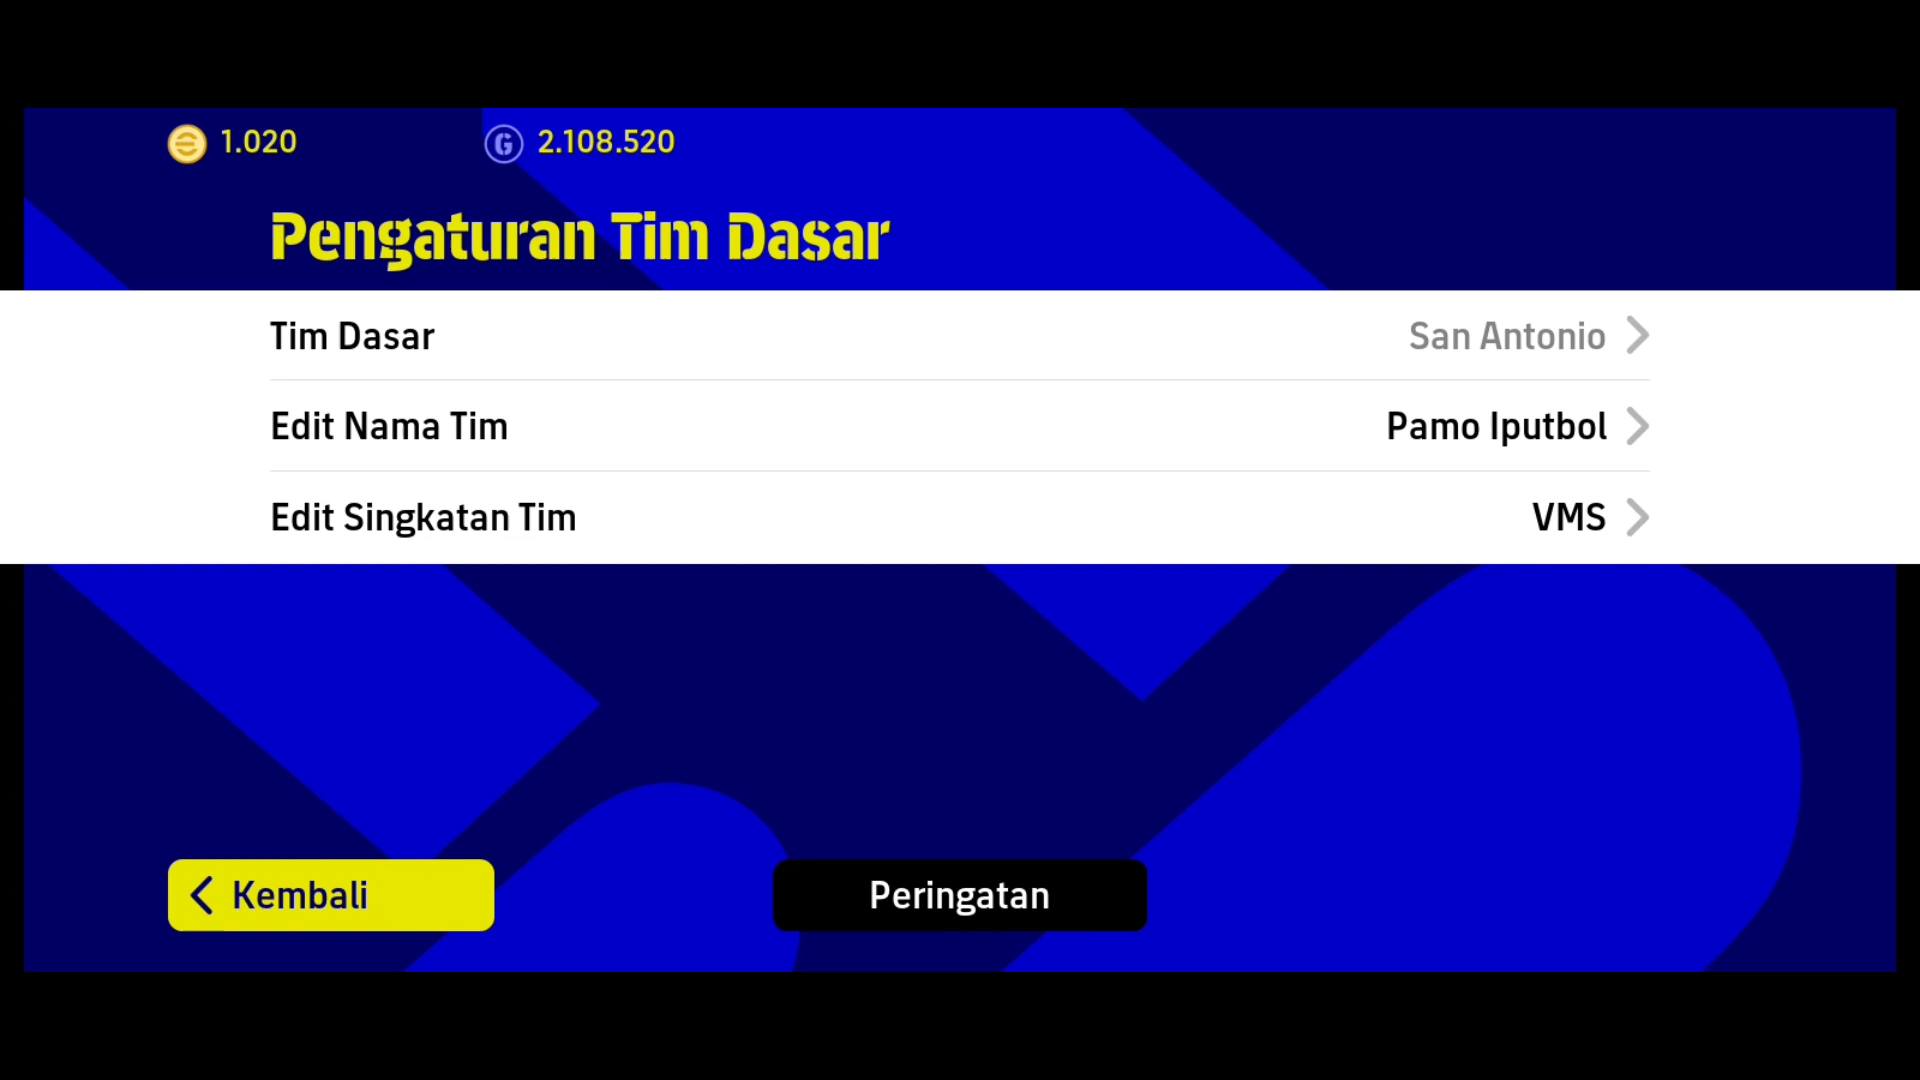 1.020
2.108.520
Pengaturan Tim Dasar
Tim Dasar San Antonio
Edit Nama Tim Pamo Iputbol
Edit Singkatan Tim VMS
Kembali
Peringatan